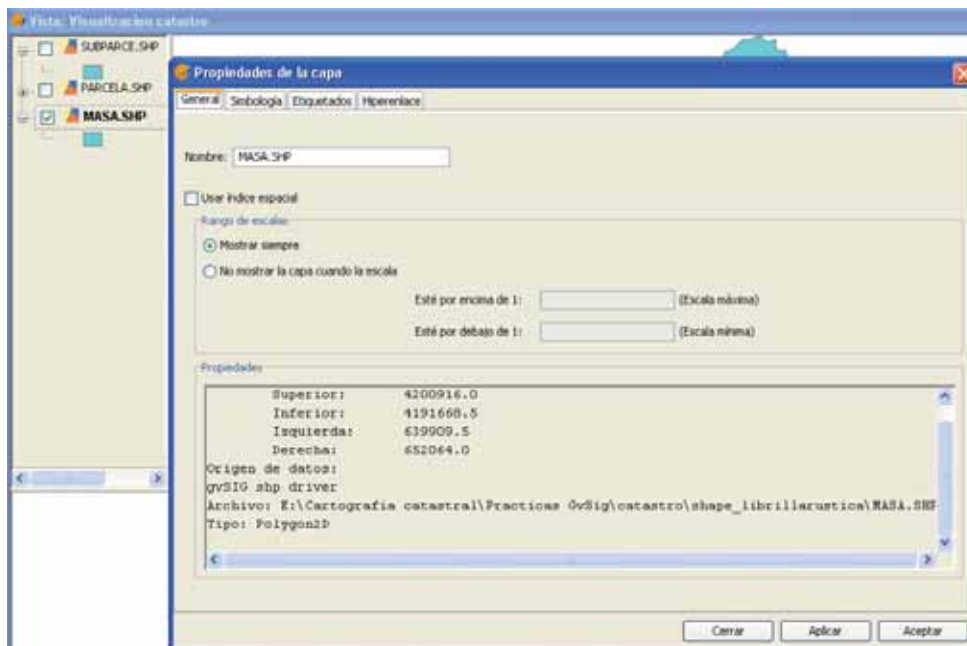 Vista: Visualtracion catastro
SUBPARCE.SHP
PARCELA.SHP
MASA.SHP
Propiedades de la capa
General Simbología Etiquetados Hiperenlace
Nombre: MASA.SHP
Usar índice espacial
Rango de escalas
Mostrar siempre
No mostrar la capa cuando la escala
Esté por encima de 1: (Escala máxima)
Esté por debajo de 1: (Escala mínima)
Propiedades
Superior: 4200916.0
Inferior: 4191668.5
Izquierda: 639909.5
Derecha: 652064.0
Origen de datos:
gvSIG shp driver
Archivo: E:\Cartografia catastral\Practicas GvSig\catastro\shape_librillarustica\MASA.SHP
Tipo: Polygon2D
Cerrar Aplicar Aceptar